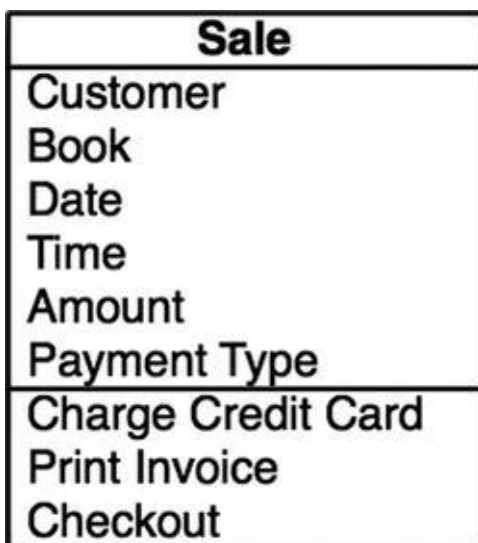 Sale
Customer
Book
Date
Time
Amount
Payment Type
Charge Credit Card
Print Invoice
Checkout